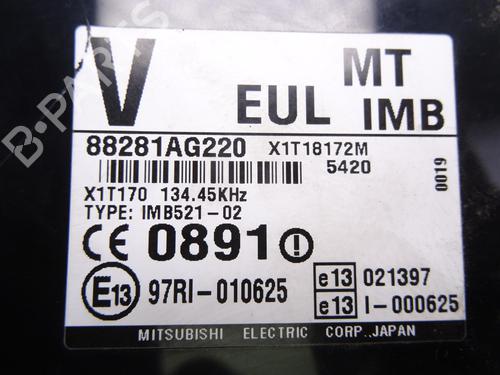 V EUL MT
IMB
88281AG220 X1T18172M
5420
0019
X1T170 134.45KHz
TYPE: IMB521-02
CE 0891
E13 97RI-010625
e13 021397
e13 I-000625
MITSUBISHI ELECTRIC CORP.,JAPAN
B-PARTS